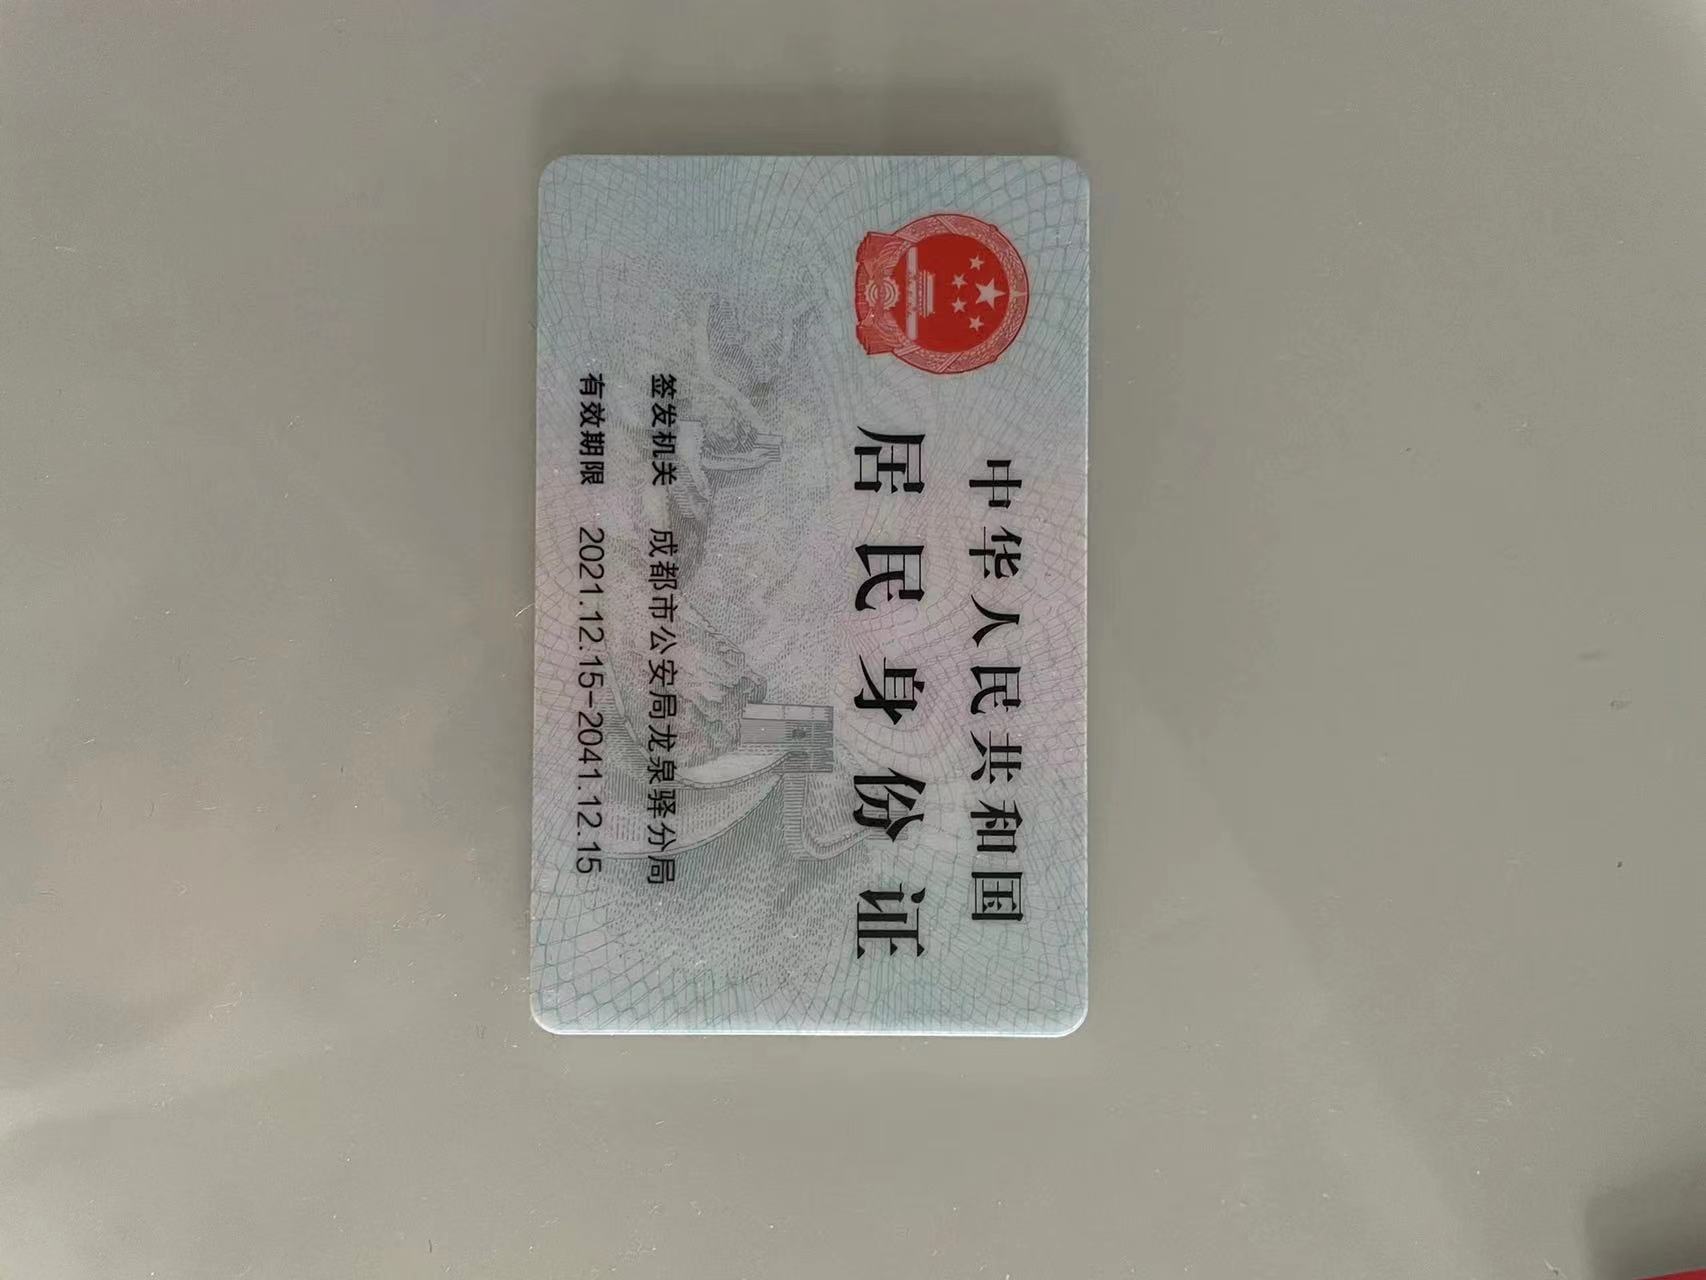 中华人民共和国
居民身份证
签发机关 成都市公安局龙泉驿分局
有效期限 2021.12.15-2041.12.15